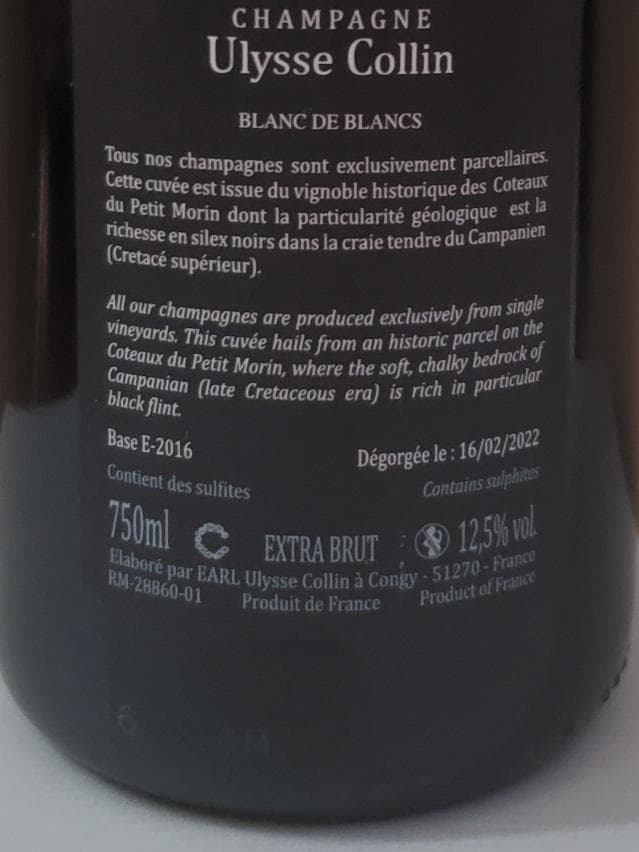 CHAMPAGNE
Ulysse Collin
BLANC DE BLANCS
Tous nos champagnes sont exclusivement parcellaires.
Cette cuvée est issue du vignoble historique des Coteaux
du Petit Morin dont la particularité géologique est la
richesse en silex noirs dans la craie tendre du Campanien
(Cretacé supérieur).
All our champagnes are produced exclusively from single
vineyards. This cuvée hails from an historic parcel on the
Coteaux du Petit Morin, where the soft, chalky bedrock of
Campanian (late Cretaceous era) is rich in particular
black flint.
Base E-2016 Dégorgée le : 16/02/2022
Contient des sulfites Contains sulphites
750ml EXTRA BRUT 12,5% vol.
Elaboré par EARL Ulysse Collin à Congy - 51270 - France
RM-28860-01 Produit de France Product of France